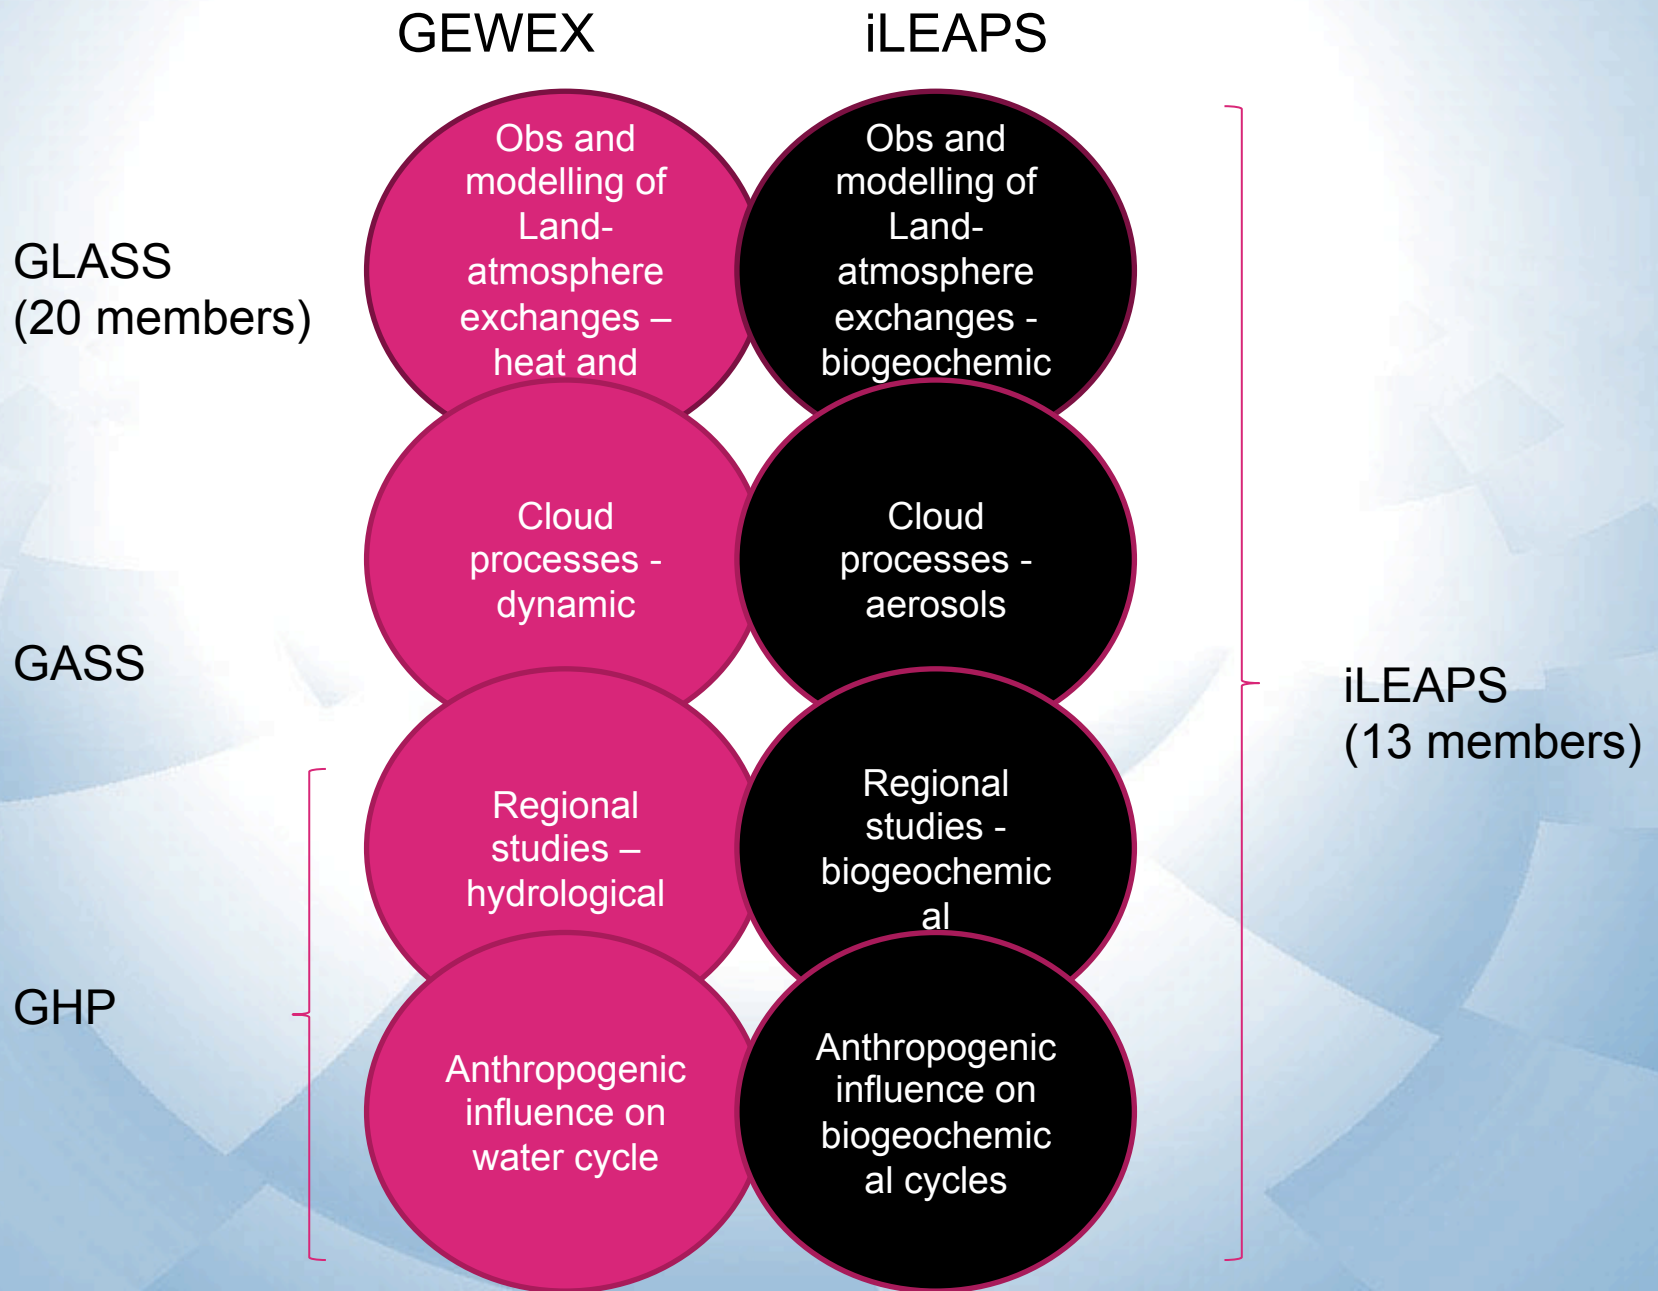 GEWEX
iLEAPS
GLASS
(20 members)
Obs and
modelling of
Land-
atmosphere
exchanges –
heat and
Obs and
modelling of
Land-
atmosphere
exchanges -
biogeochemic
GASS
Cloud
processes -
dynamic
Cloud
processes -
aerosols
GHP
Regional
studies –
hydrological
Regional
studies -
biogeochemic
al
Anthropogenic
influence on
water cycle
Anthropogenic
influence on
biogeochemic
al cycles
iLEAPS
(13 members)